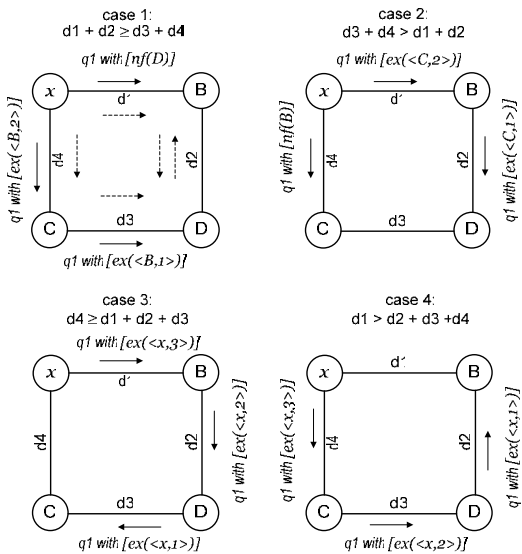 case 1:
d1 + d2 ≥ d3 + d4
q1 with [nf(D)]
x
d1
B
q1 with [ex(<B,2>)]
d4
d2
C
d3
D
q1 with [ex(<B,1>)]
case 2:
d3 + d4 > d1 + d2
q1 with [ex(<C,2>)]
x
d1
B
q1 with [nf(B)]
d4
d2
q1 with [ex(<C,1>)]
C
d3
D
case 3:
d4 ≥ d1 + d2 + d3
q1 with [ex(<x,3>)]
x
d1
B
d4
d2
q1 with [ex(<x,2>)]
C
d3
D
q1 with [ex(<x,1>)]
case 4:
d1 > d2 + d3 +d4
x
d1
B
q1 with [ex(<x,3>)]
d4
d2
q1 with [ex(<x,1>)]
C
d3
D
q1 with [ex(<x,2>)]